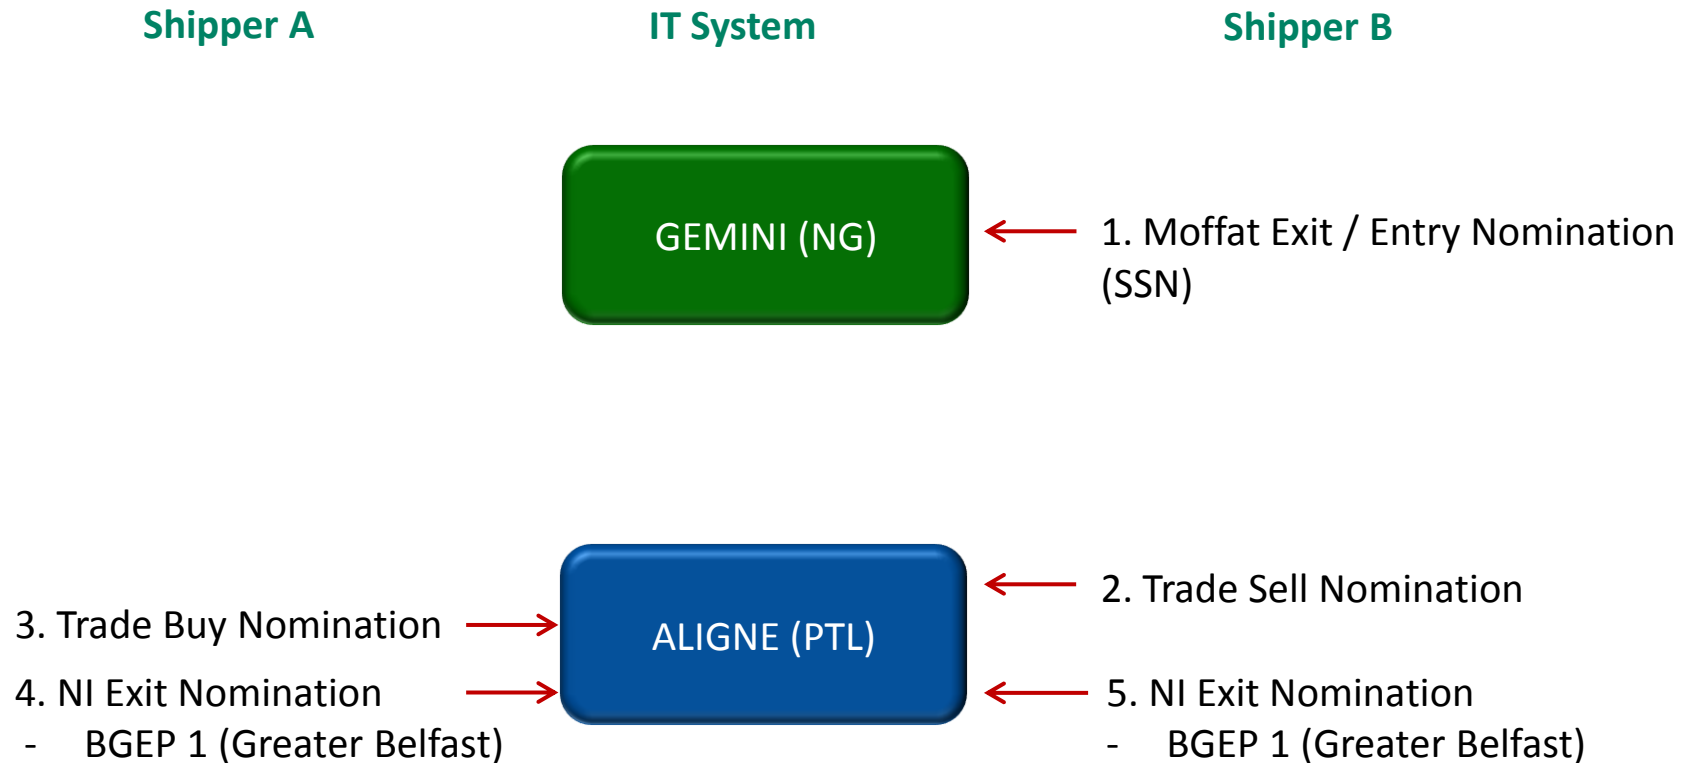 Shipper A
IT System
Shipper B
GEMINI (NG)
1. Moffat Exit / Entry Nomination
(SSN)
2. Trade Sell Nomination
3. Trade Buy Nomination
ALIGNE (PTL)
4. NI Exit Nomination
- BGEP 1 (Greater Belfast)
5. NI Exit Nomination
- BGEP 1 (Greater Belfast)